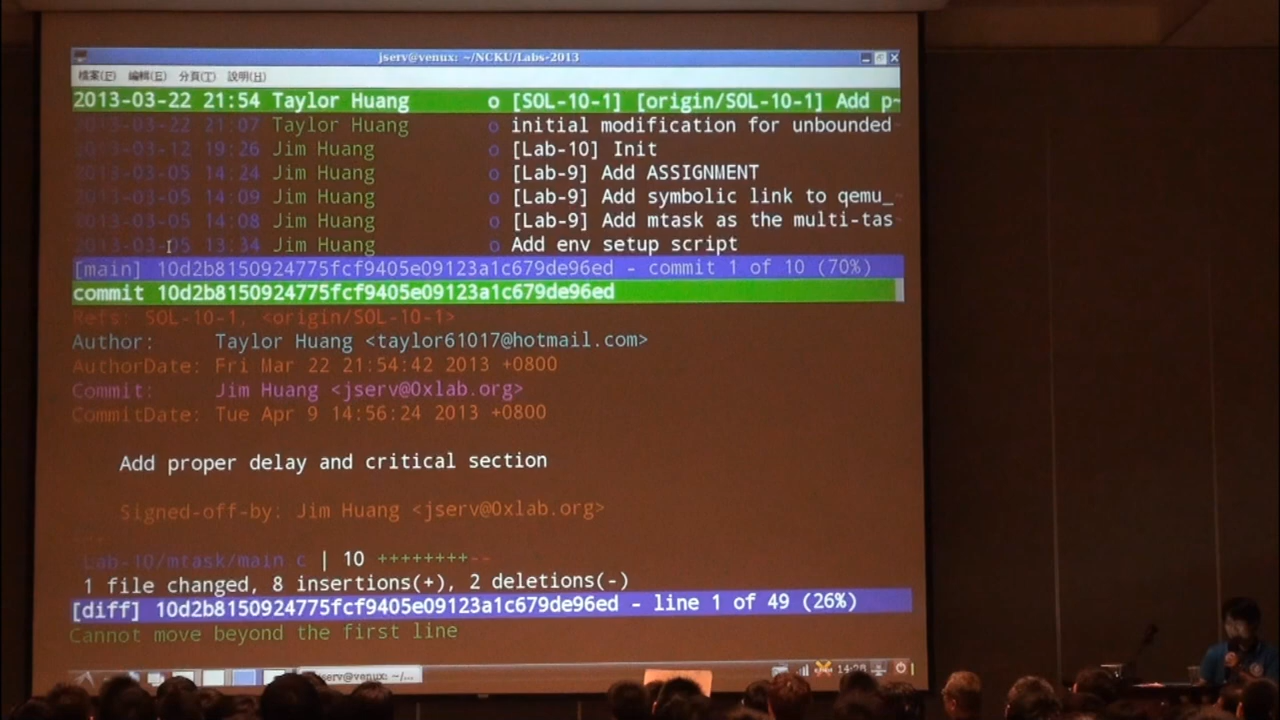 jserv@venux: ~/NCKU/Labs-2013
檔案(F) 編輯(E) 分頁(T) 說明(H)
2013-03-22 21:54 Taylor Huang o [SOL-10-1] [origin/SOL-10-1] Add p~
2013-03-22 21:07 Taylor Huang o initial modification for unbounded~
2013-03-12 19:26 Jim Huang o [Lab-10] Init
2013-03-05 14:24 Jim Huang o [Lab-9] Add ASSIGNMENT
2013-03-05 14:09 Jim Huang o [Lab-9] Add symbolic link to qemu_~
2013-03-05 14:08 Jim Huang o [Lab-9] Add mtask as the multi-tas~
2013-03-05 13:34 Jim Huang o Add env setup script
[main] 10d2b8150924775fcf9405e09123a1c679de96ed - commit 1 of 10 (70%)
commit 10d2b8150924775fcf9405e09123a1c679de96ed
Refs: SOL-10-1, <origin/SOL-10-1>
Author: Taylor Huang <taylor61017@hotmail.com>
AuthorDate: Fri Mar 22 21:54:42 2013 +0800
Commit: Jim Huang <jserv@0xlab.org>
CommitDate: Tue Apr 9 14:56:24 2013 +0800
Add proper delay and critical section
Signed-off-by: Jim Huang <jserv@0xlab.org>
Lab-10/mtask/main.c | 10 ++++++++--
1 file changed, 8 insertions(+), 2 deletions(-)
[diff] 10d2b8150924775fcf9405e09123a1c679de96ed - line 1 of 49 (26%)
Cannot move beyond the first line
jserv@venux: ~/... 14:28